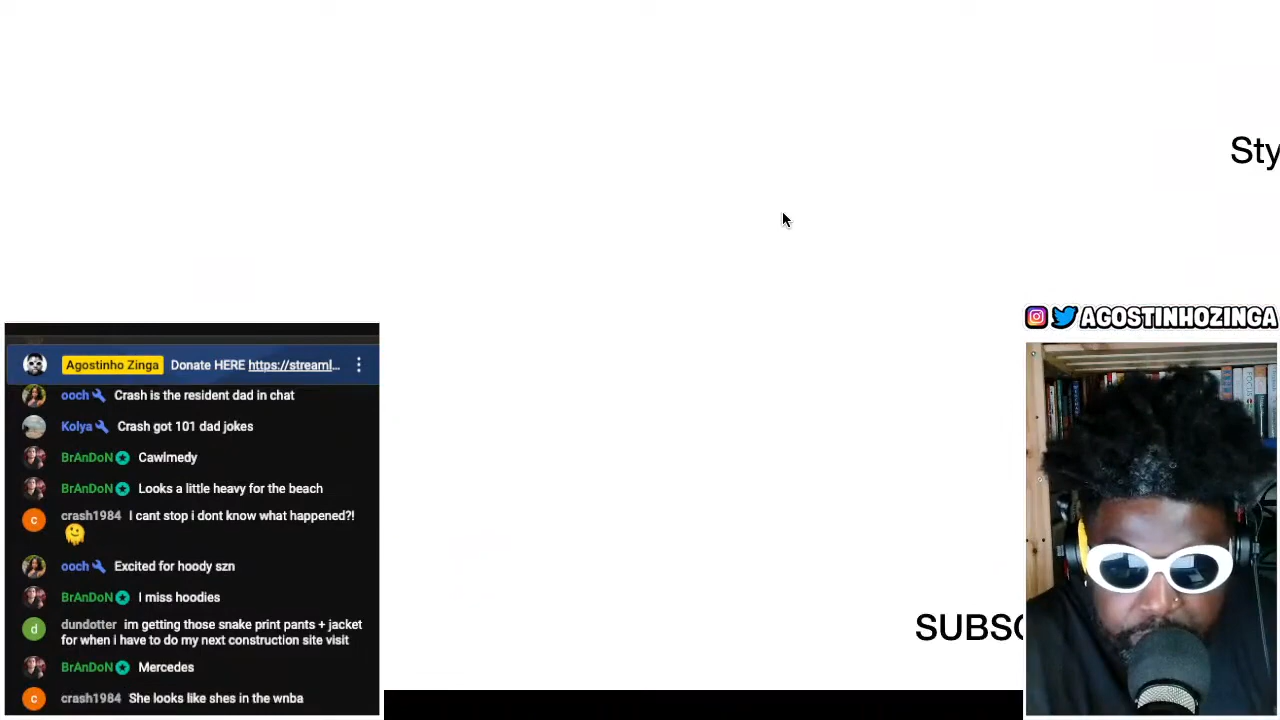 Sty
AGOSTINHOZINGA
Agostinho Zinga Donate HERE https://streaml...
ooch Crash is the resident dad in chat
Kolya Crash got 101 dad jokes
BrAnDoN Cawlmedy
BrAnDoN Looks a little heavy for the beach
c crash1984 I cant stop i dont know what happened?!
ooch Excited for hoody szn
BrAnDoN I miss hoodies
d dundotter im getting those snake print pants + jacket
for when i have to do my next construction site visit
BrAnDoN Mercedes
c crash1984 She looks like shes in the wnba
SUBSC
FOCUS